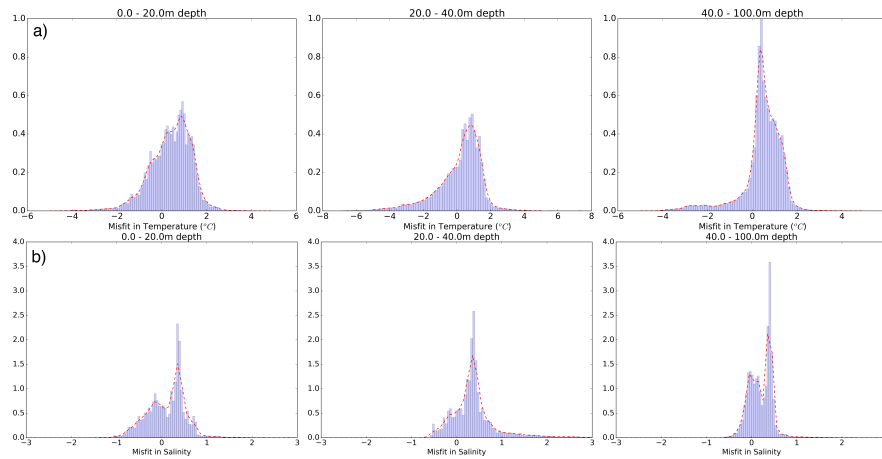 0.0 - 20.0m depth
20.0 - 40.0m depth
40.0 - 100.0m depth
a)
1.0
0.8
0.6
0.4
0.2
0.0
−6 −4 −2 0 2 4 6
Misfit in Temperature (°C)
1.0
0.8
0.6
0.4
0.2
0.0
−8 −6 −4 −2 0 2 4 6 8
Misfit in Temperature (°C)
1.0
0.8
0.6
0.4
0.2
0.0
−6 −4 −2 0 2 4
Misfit in Temperature (°C)
0.0 - 20.0m depth
20.0 - 40.0m depth
40.0 - 100.0m depth
b)
4.0
3.5
3.0
2.5
2.0
1.5
1.0
0.5
0.0
−3 −2 −1 0 1 2 3
Misfit in Salinity
4.0
3.5
3.0
2.5
2.0
1.5
1.0
0.5
0.0
−3 −2 −1 0 1 2 3
Misfit in Salinity
4.0
3.5
3.0
2.5
2.0
1.5
1.0
0.5
0.0
−3 −2 −1 0 1 2
Misfit in Salinity